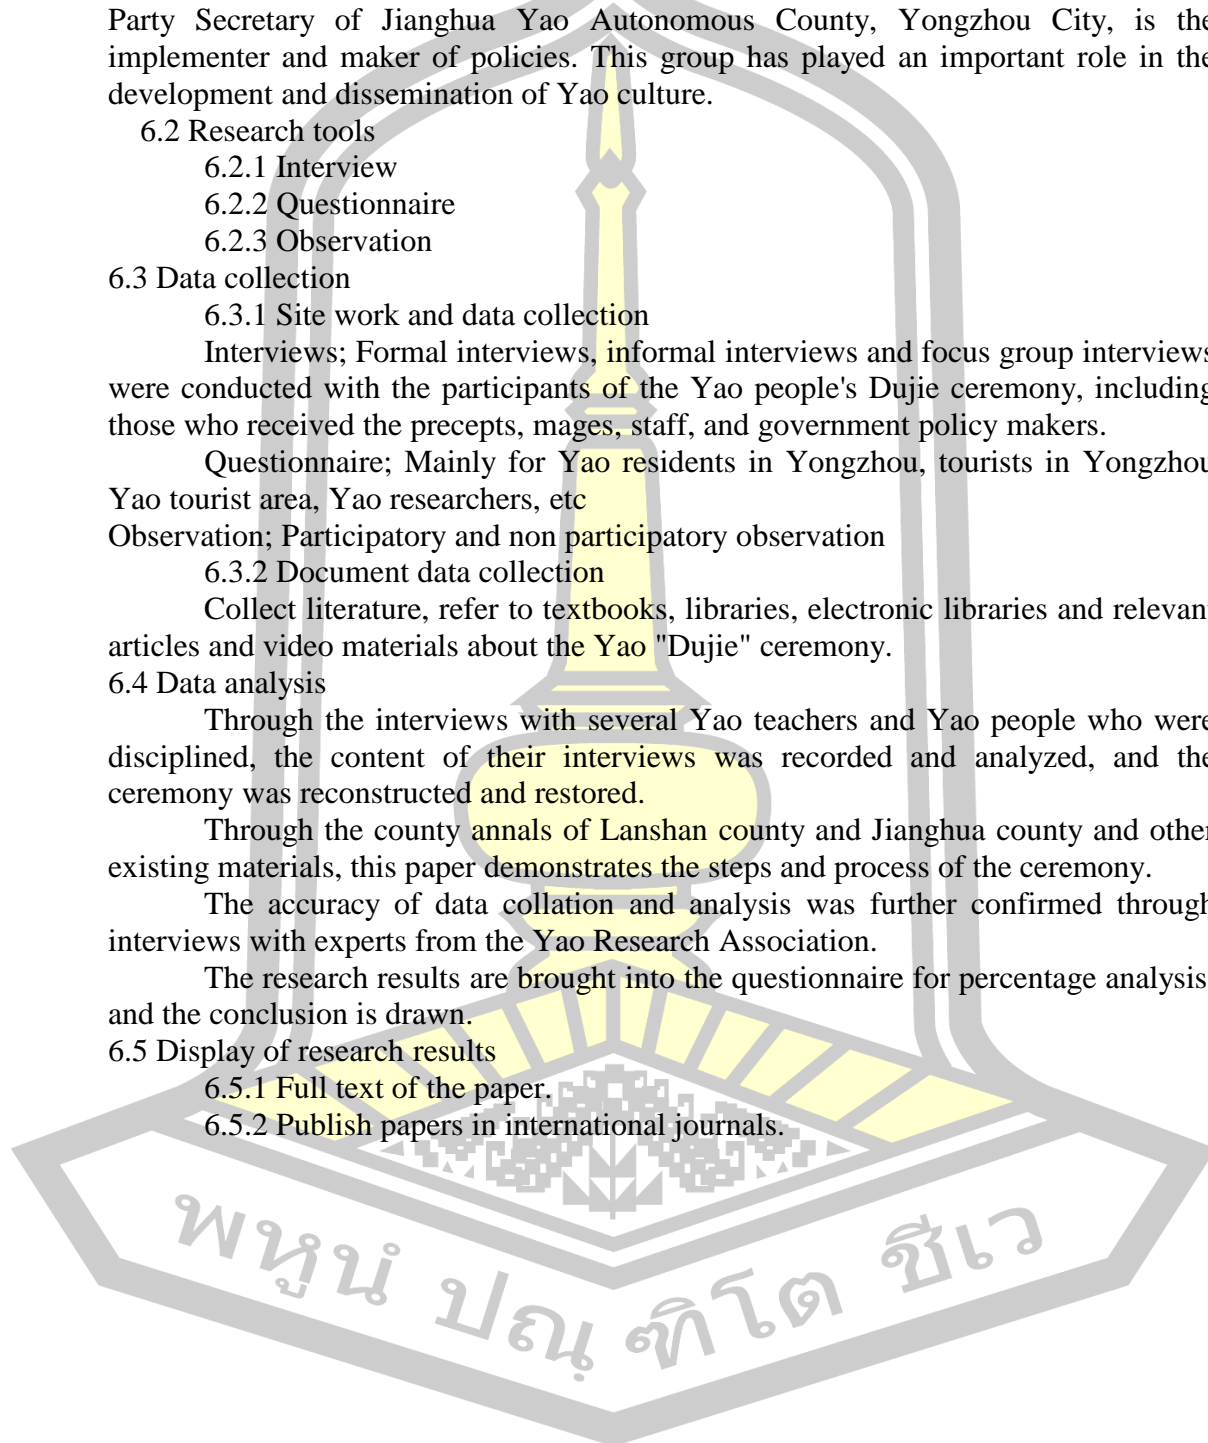 Party Secretary of Jianghua Yao Autonomous County, Yongzhou City, is the
implementer and maker of policies. This group has played an important role in the
development and dissemination of Yao culture.
6.2 Research tools
6.2.1 Interview
6.2.2 Questionnaire
6.2.3 Observation
6.3 Data collection
6.3.1 Site work and data collection
Interviews; Formal interviews, informal interviews and focus group interviews
were conducted with the participants of the Yao people's Dujie ceremony, including
those who received the precepts, mages, staff, and government policy makers.
Questionnaire; Mainly for Yao residents in Yongzhou, tourists in Yongzhou
Yao tourist area, Yao researchers, etc
Observation; Participatory and non participatory observation
6.3.2 Document data collection
Collect literature, refer to textbooks, libraries, electronic libraries and relevant
articles and video materials about the Yao "Dujie" ceremony.
6.4 Data analysis
Through the interviews with several Yao teachers and Yao people who were
disciplined, the content of their interviews was recorded and analyzed, and the
ceremony was reconstructed and restored.
Through the county annals of Lanshan county and Jianghua county and other
existing materials, this paper demonstrates the steps and process of the ceremony.
The accuracy of data collation and analysis was further confirmed through
interviews with experts from the Yao Research Association.
The research results are brought into the questionnaire for percentage analysis
and the conclusion is drawn.
6.5 Display of research results
6.5.1 Full text of the paper.
6.5.2 Publish papers in international journals.
พหูนํ ปณฺฑิโต ชีเว